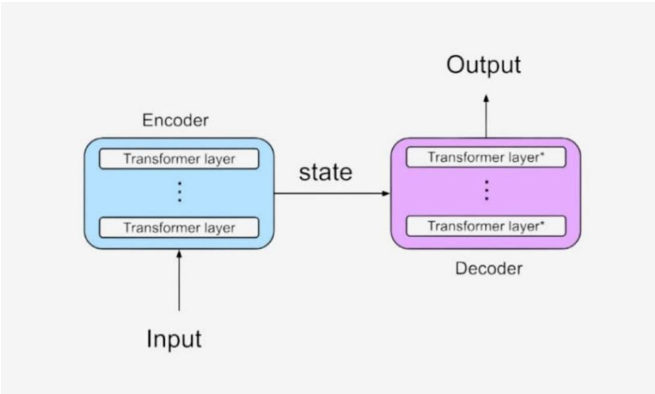 Output
Encoder
Transformer layer
⋮
Transformer layer
state
Transformer layer*
⋮
Transformer layer*
Decoder
Input